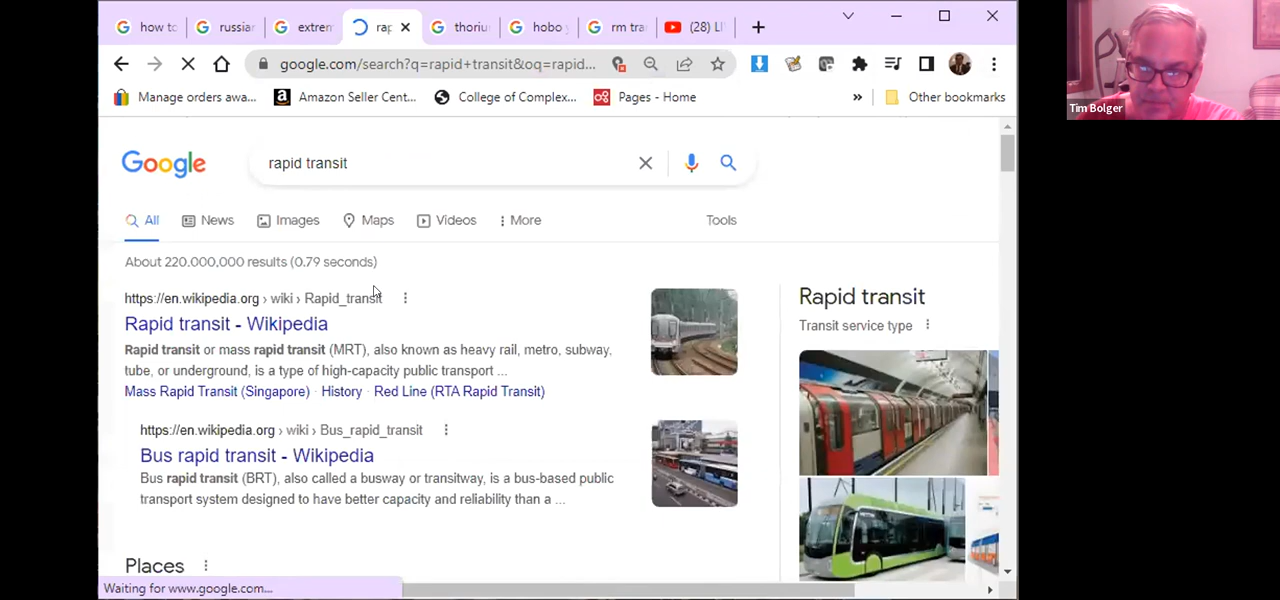 how to
russian
extrem
rap
thoriu
hobo
rm tra
(28) LI
google.com/search?q=rapid+transit&oq=rapid...
Manage orders awa...
Amazon Seller Cent...
College of Complex...
Pages - Home
»
Other bookmarks
Tim Bolger
Google
rapid transit
All
News
Images
Maps
Videos
More
Tools
About 220,000,000 results (0.79 seconds)
https://en.wikipedia.org › wiki › Rapid_transit
Rapid transit - Wikipedia
Rapid transit or mass rapid transit (MRT), also known as heavy rail, metro, subway,
tube, or underground, is a type of high-capacity public transport ...
Mass Rapid Transit (Singapore) · History · Red Line (RTA Rapid Transit)
https://en.wikipedia.org › wiki › Bus_rapid_transit
Bus rapid transit - Wikipedia
Bus rapid transit (BRT), also called a busway or transitway, is a bus-based public
transport system designed to have better capacity and reliability than a ...
Places
Rapid transit
Transit service type
Waiting for www.google.com...